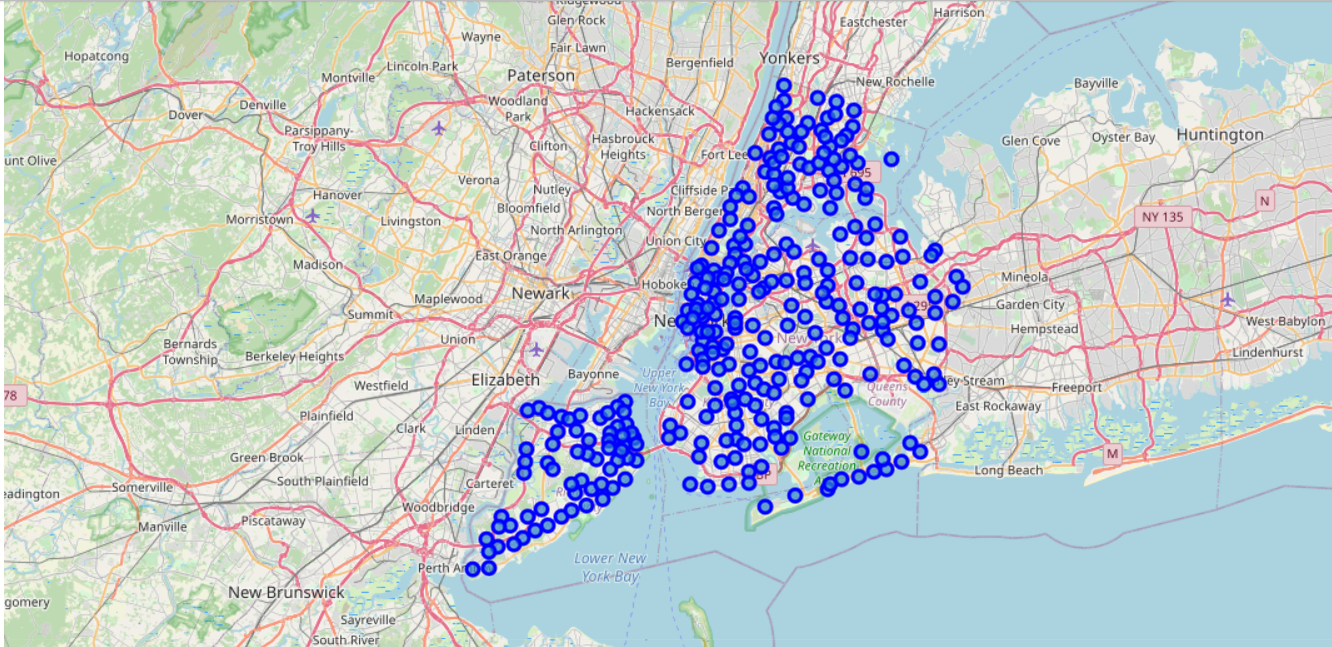 Harrison
Eastchester
Glen Rock
Wayne
Fair Lawn
Hopatcong
Yonkers
Lincoln Park
Bergenfield
Montville
Paterson
New Rochelle
Bayville
Denville
Woodland
Park
Hackensack
Dover
Parsippany-
Troy Hills
Huntington
Oyster Bay
Glen Cove
Hasbrouck
Heights
Clifton
Fort Lee
unt Olive
Verona
Cliffside P
695
Hanover
Nutley
N
Bloomfield
North Berger
NY 135
Morristown
Livingston
North Arlington
Union City
East Orange
Madison
Mineola
Hoboke
Newark
Maplewood
Garden City
Summit
Ne
k
West Babylon
Union
Hempstead
New York
Bernards
Township
Berkeley Heights
Lindenhurst
Upper
New York
Bay
Bayonne
Elizabeth
Westfield
ey Stream
Freeport
Queens
County
78
East Rockaway
Plainfield
Clark
Linden
Gateway
National
Recreation
M
Green Brook
Long Beach
South Plainfield
Carteret
eadington
Somerville
Woodbridge
Piscataway
Manville
Lower New
York Bay
Perth A
New Brunswick
gomery
Sayreville
South River